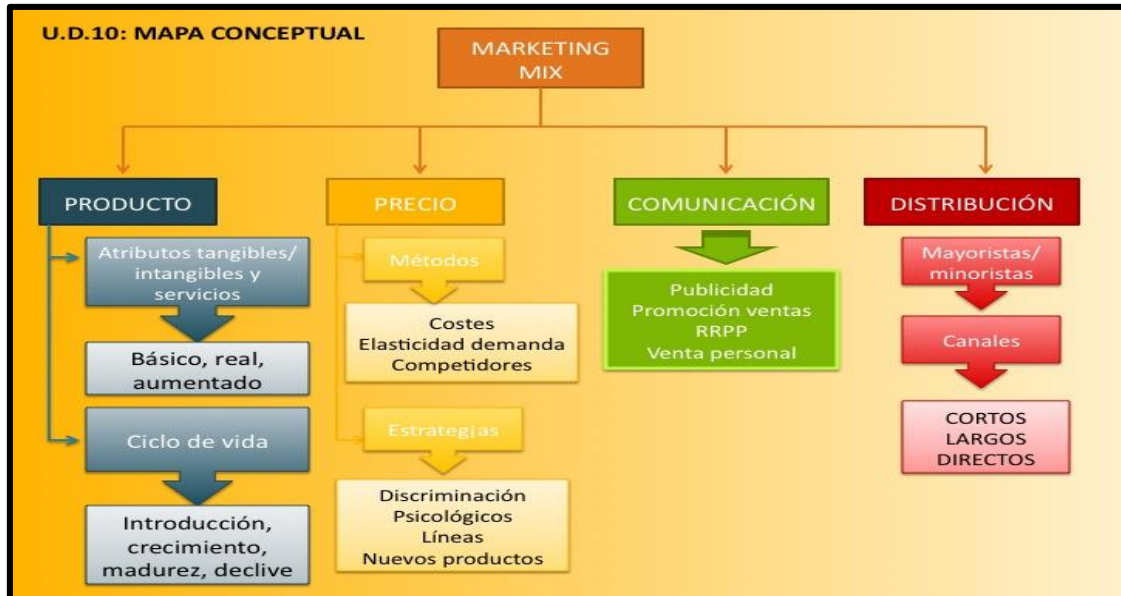 U.D.10: MAPA CONCEPTUAL
MARKETING
MIX
PRODUCTO
Atributos tangibles/
intangibles y
servicios
Básico, real,
aumentado
Ciclo de vida
Introducción,
crecimiento,
madurez, declive
PRECIO
Métodos
Costes
Elasticidad demanda
Competidores
Estrategias
Discriminación
Psicológicos
Líneas
Nuevos productos
COMUNICACIÓN
Publicidad
Promoción ventas
RRPP
Venta personal
DISTRIBUCIÓN
Mayoristas/
minoristas
Canales
CORTOS
LARGOS
DIRECTOS